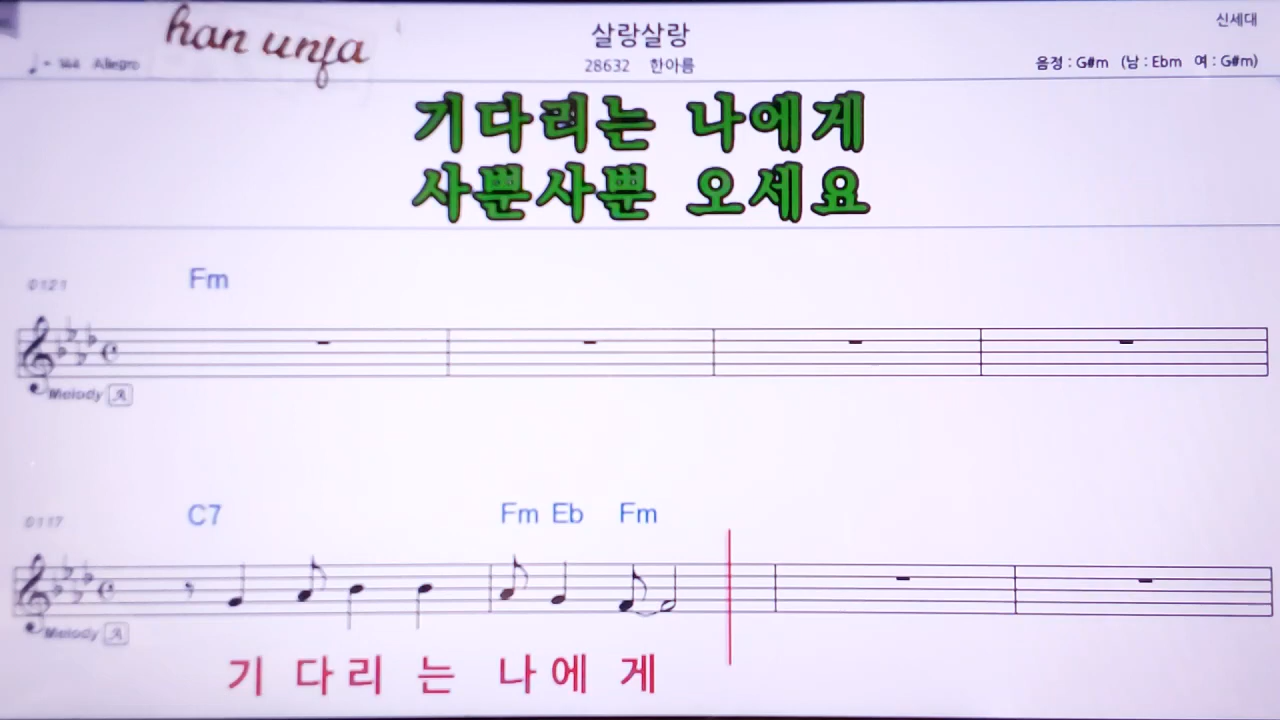 han unja
살랑살랑
신세대
28632 한아름
♩ = 144 Allegro
음정 : G#m (남 : Ebm 여 : G#m)
기다리는 나에게
사뿐사뿐 오세요
0121
Fm
Melody A
0117
C7 Fm Eb Fm
Melody A
기 다 리 는 나 에 게